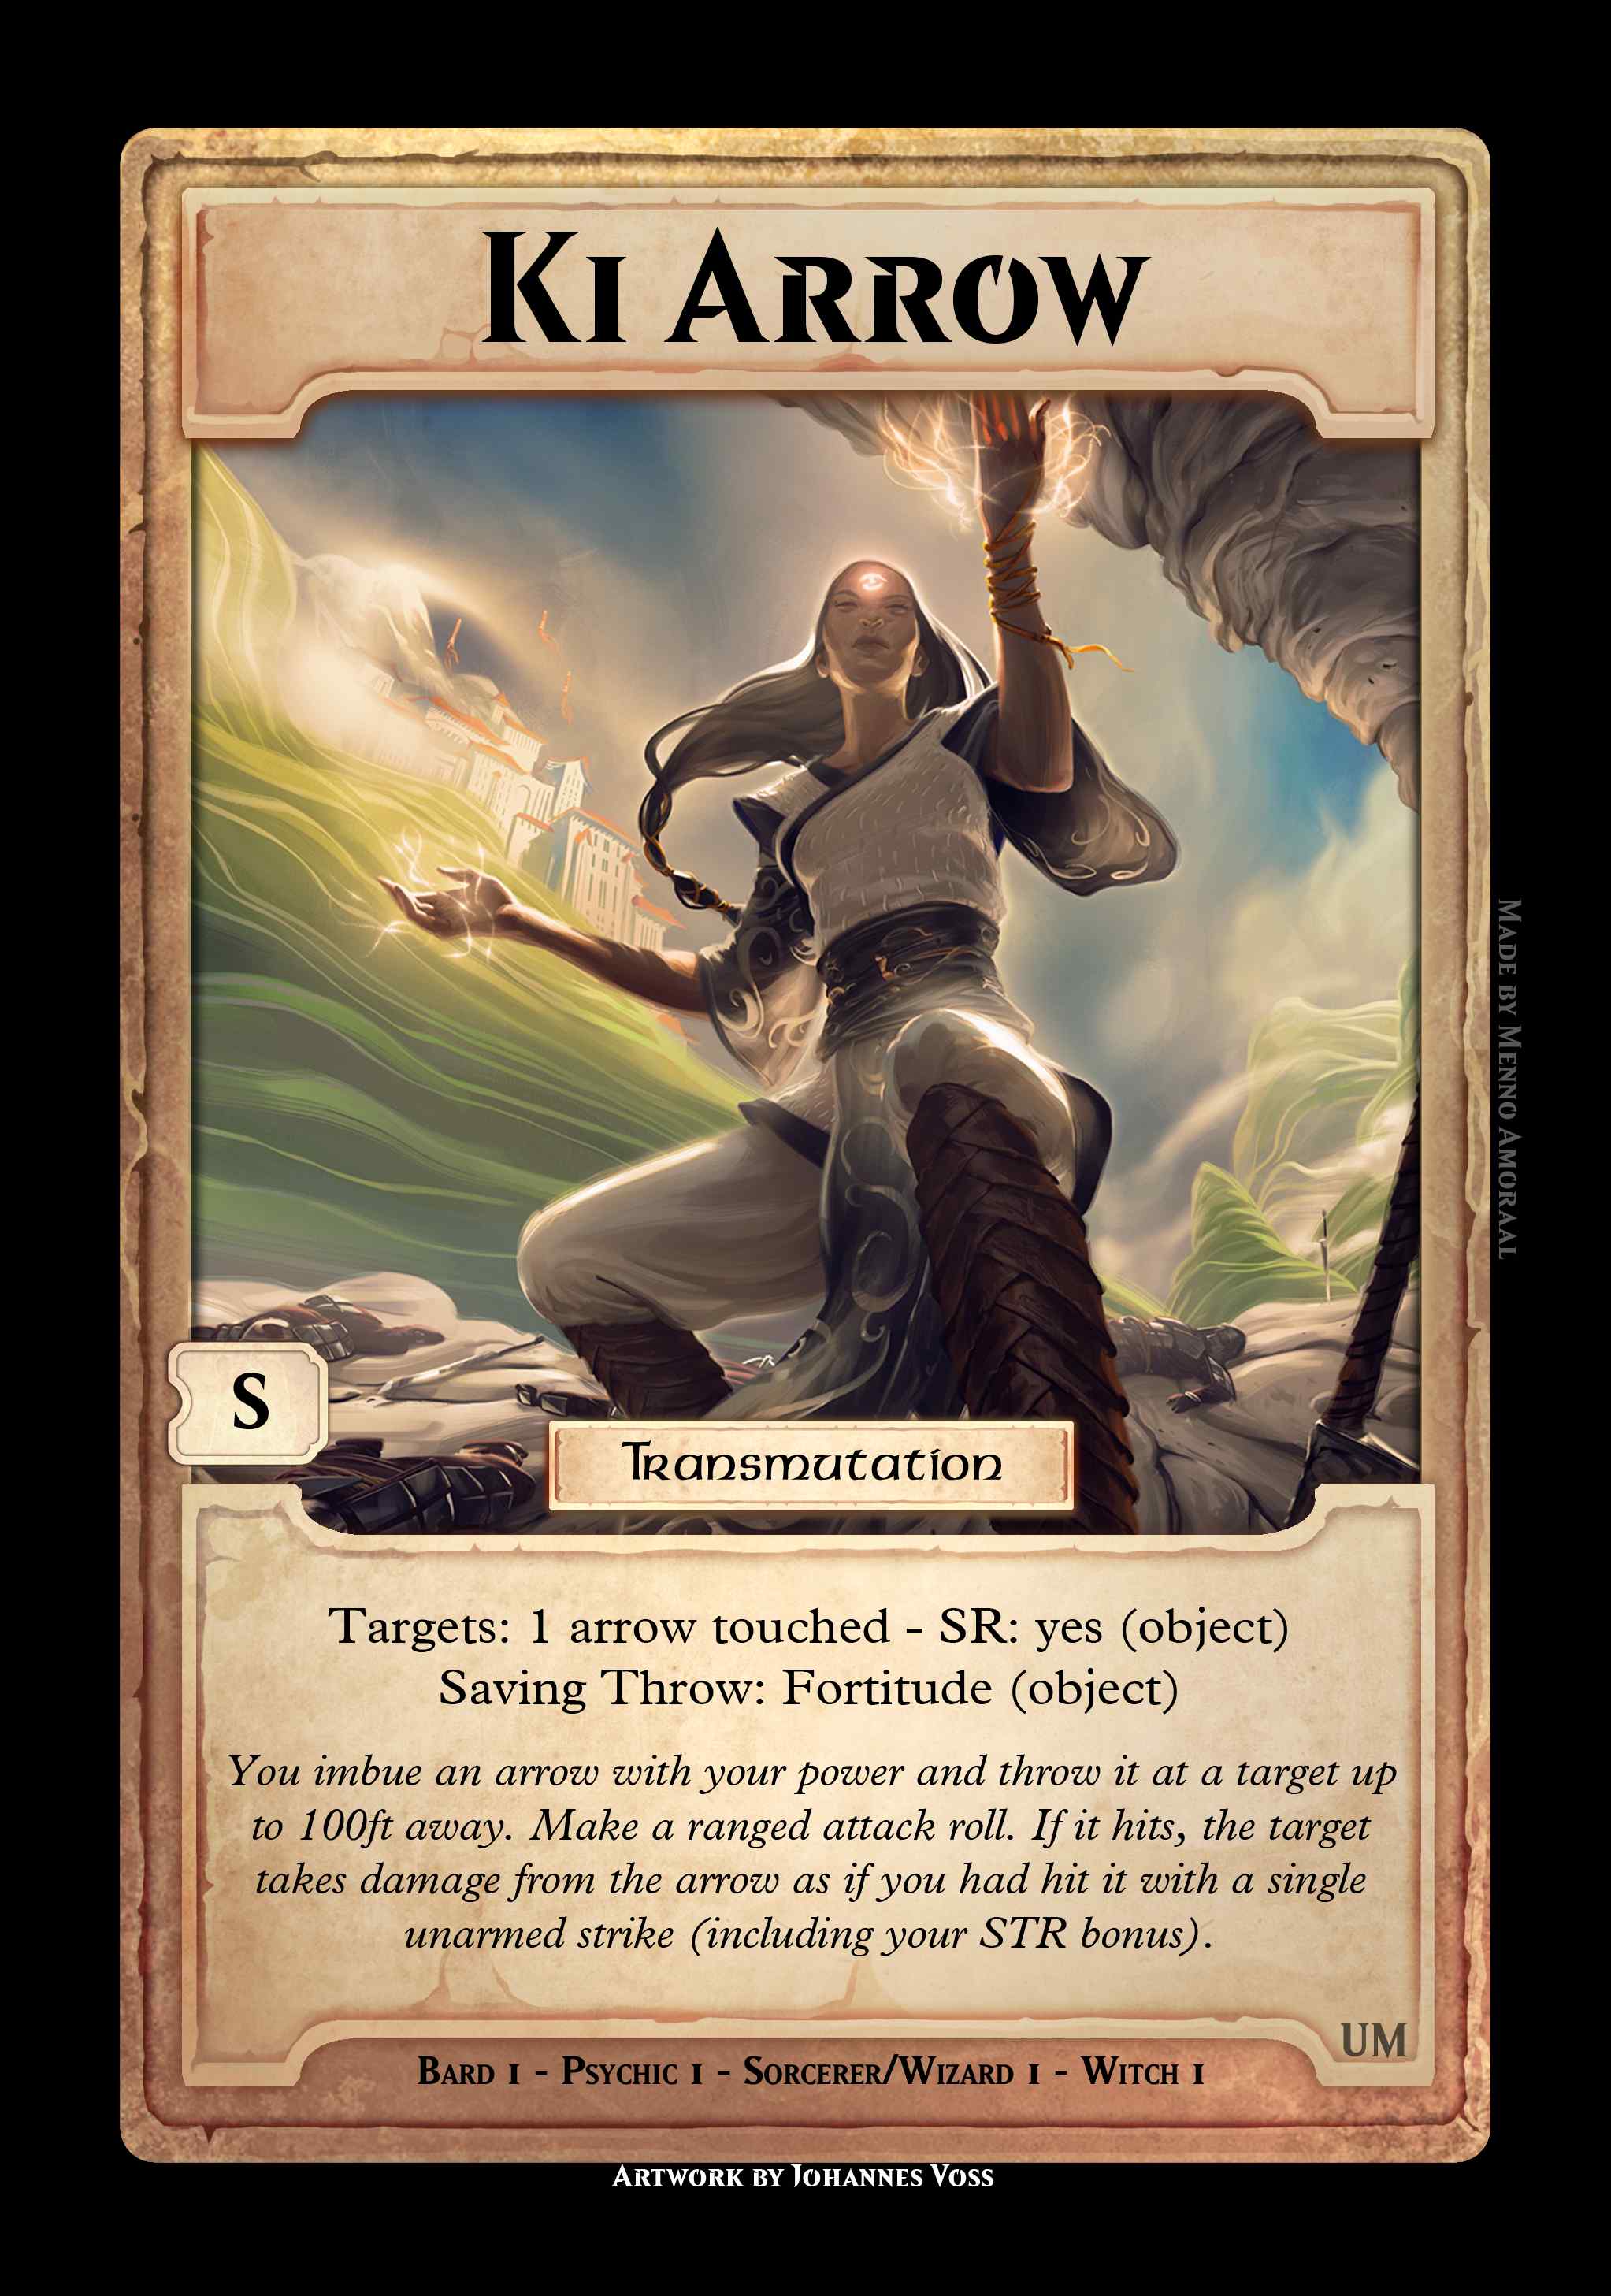 Ki Arrow
S
Transmutation
Targets: 1 arrow touched - SR: yes (object)
Saving Throw: Fortitude (object)
You imbue an arrow with your power and throw it at a target up
to 100ft away. Make a ranged attack roll. If it hits, the target
takes damage from the arrow as if you had hit it with a single
unarmed strike (including your STR bonus).
UM
Bard 1 - Psychic 1 - Sorcerer/Wizard 1 - Witch 1
Artwork by Johannes Voss
Made by Menno Amoraal